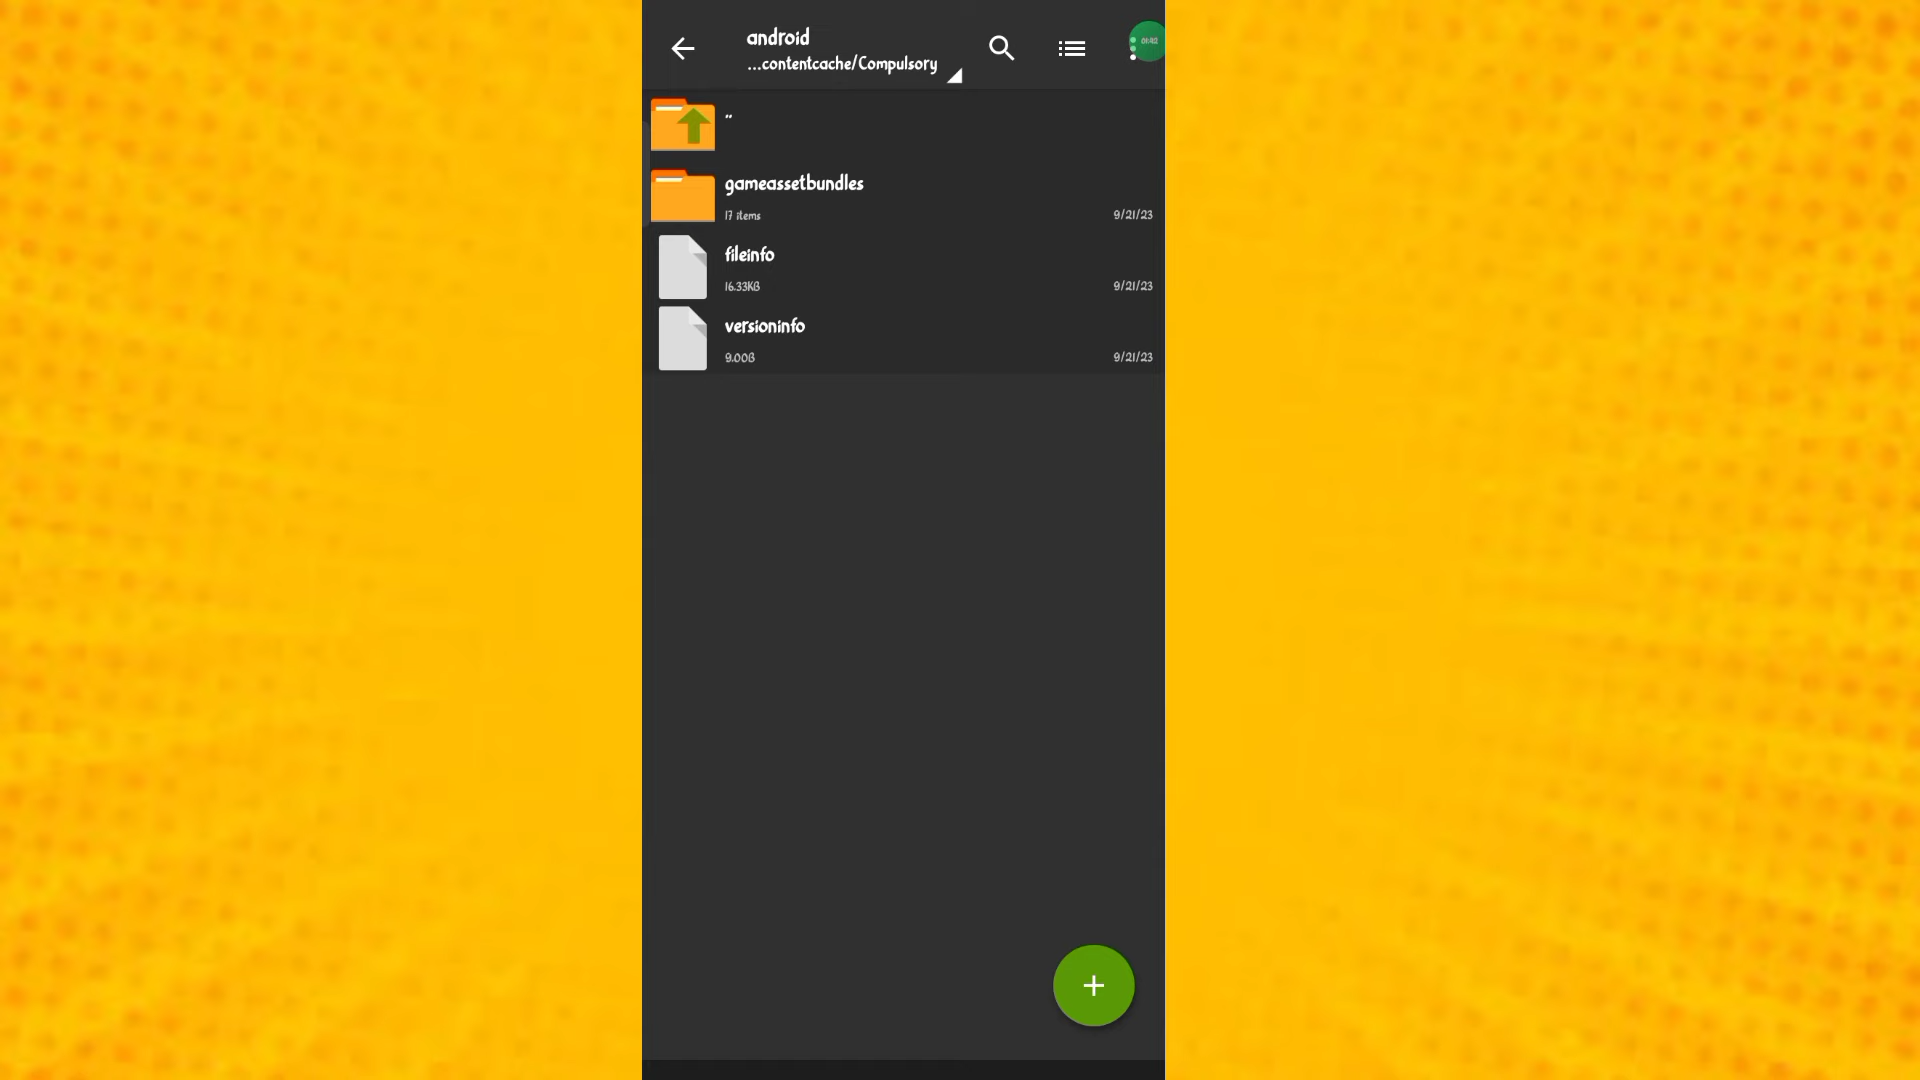 android
...contentcache/Compulsory
..
gameassetbundles
17 items
9/21/23
fileinfo
16.33KB
9/21/23
versioninfo
9.00B
9/21/23